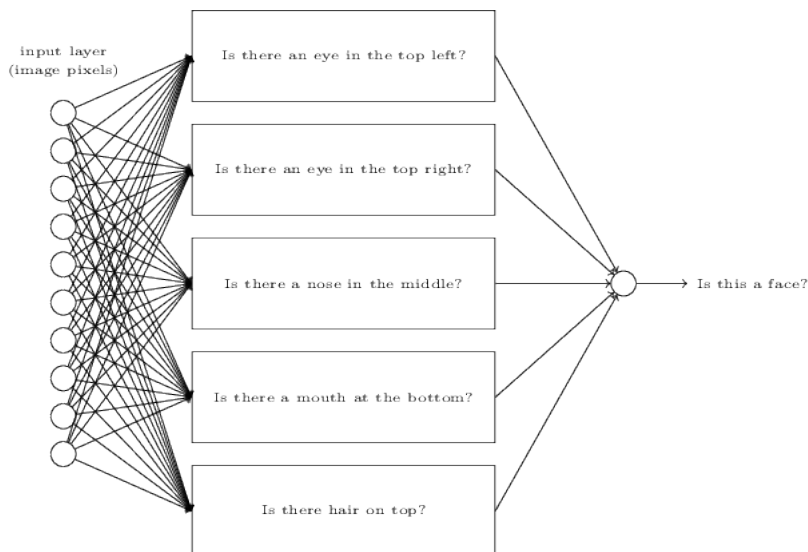 input layer
(image pixels)
Is there an eye in the top left?
Is there an eye in the top right?
Is there a nose in the middle?
Is there a mouth at the bottom?
Is there hair on top?
Is this a face?